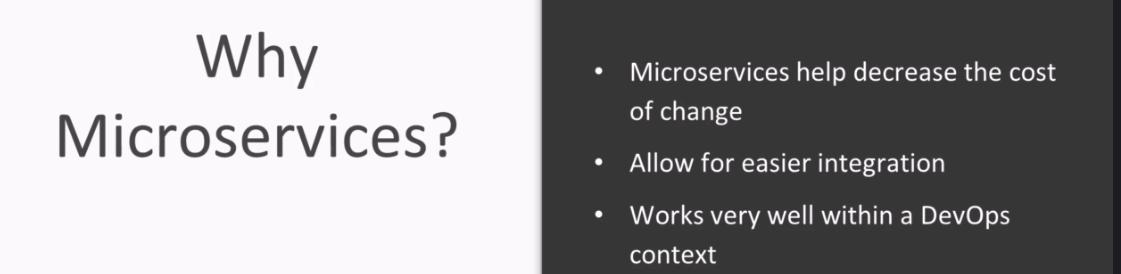 Why
Microservices?
• Microservices help decrease the cost
of change
• Allow for easier integration
• Works very well within a DevOps
context